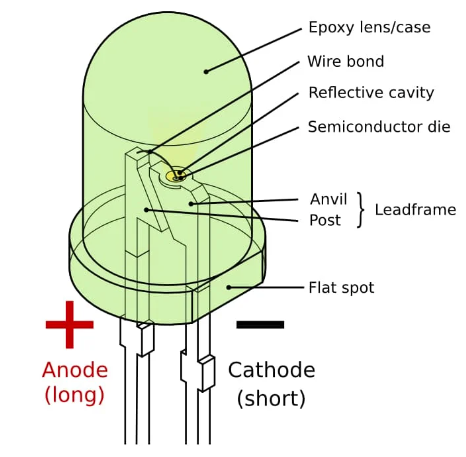 Epoxy lens/case
Wire bond
Reflective cavity
Semiconductor die
Anvil
Post
} Leadframe
Flat spot
+
−
Anode
(long)
Cathode
(short)